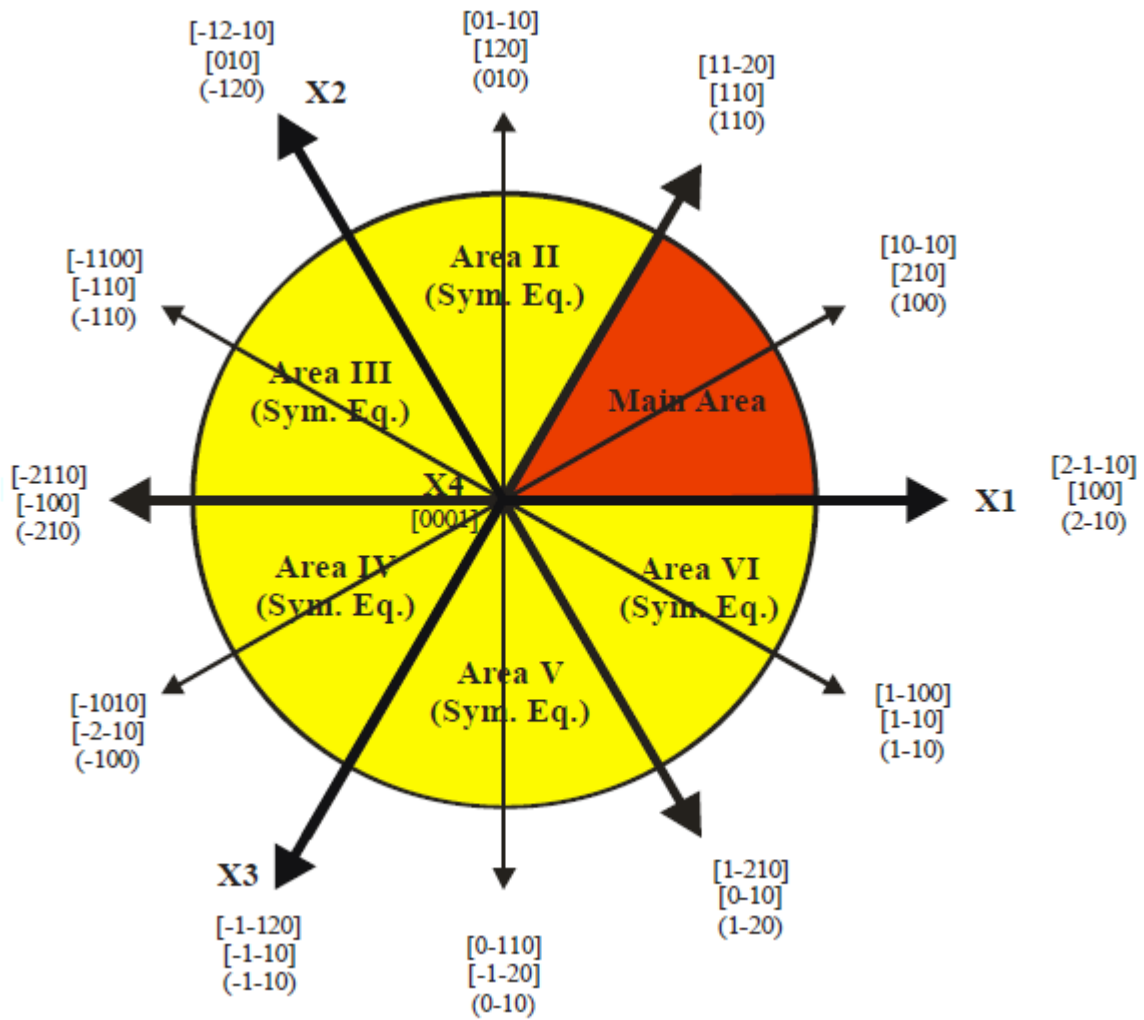 [-12-10]
[010]
(-120)
X2
[01-10]
[120]
(010)
[11-20]
[110]
(110)
[-1100]
[-110]
(-110)
Area II
(Sym. Eq.)
[10-10]
[210]
(100)
Area III
(Sym. Eq.)
Main Area
[-2110]
[-100]
(-210)
X4
[0001]
X1
[2-1-10]
[100]
(2-10)
Area IV
(Sym. Eq.)
Area VI
(Sym. Eq.)
[-1010]
[-2-10]
(-100)
Area V
(Sym. Eq.)
[1-100]
[1-10]
(1-10)
X3
[-1-120]
[-1-10]
(-1-10)
[0-110]
[-1-20]
(0-10)
[1-210]
[0-10]
(1-20)